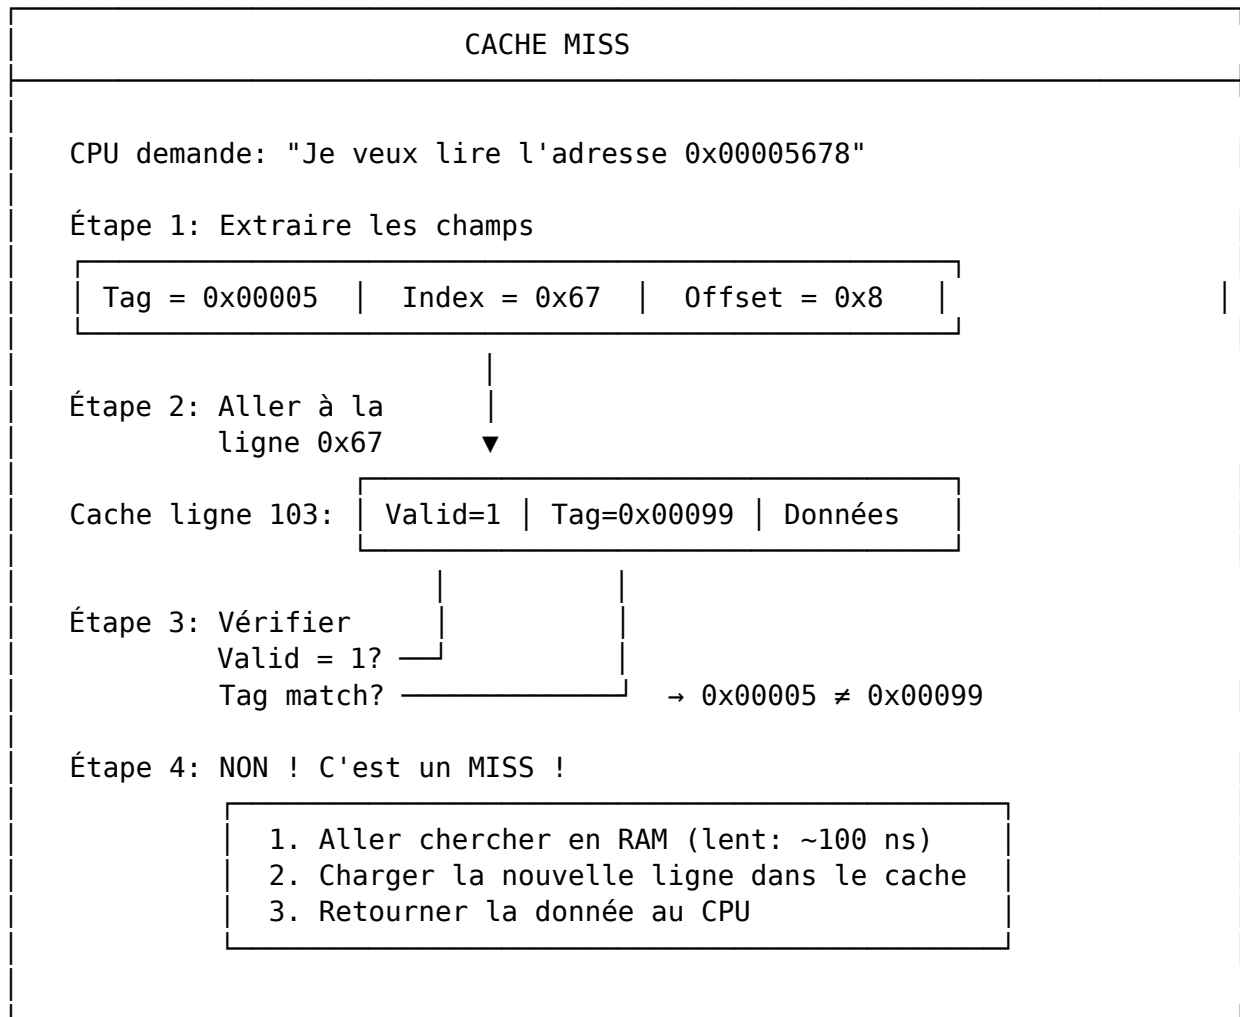 CACHE MISS
CPU demande: "Je veux lire l'adresse 0x00005678"
Étape 1: Extraire les champs
Tag = 0x00005 │ Index = 0x67 │ Offset = 0x8
Étape 2: Aller à la
ligne 0x67 ▼
Cache ligne 103: │ Valid=1 │ Tag=0x00099 │ Données
Étape 3: Vérifier
Valid = 1?
Tag match? → 0x00005 ≠ 0x00099
Étape 4: NON ! C'est un MISS !
1. Aller chercher en RAM (lent: ~100 ns)
2. Charger la nouvelle ligne dans le cache
3. Retourner la donnée au CPU